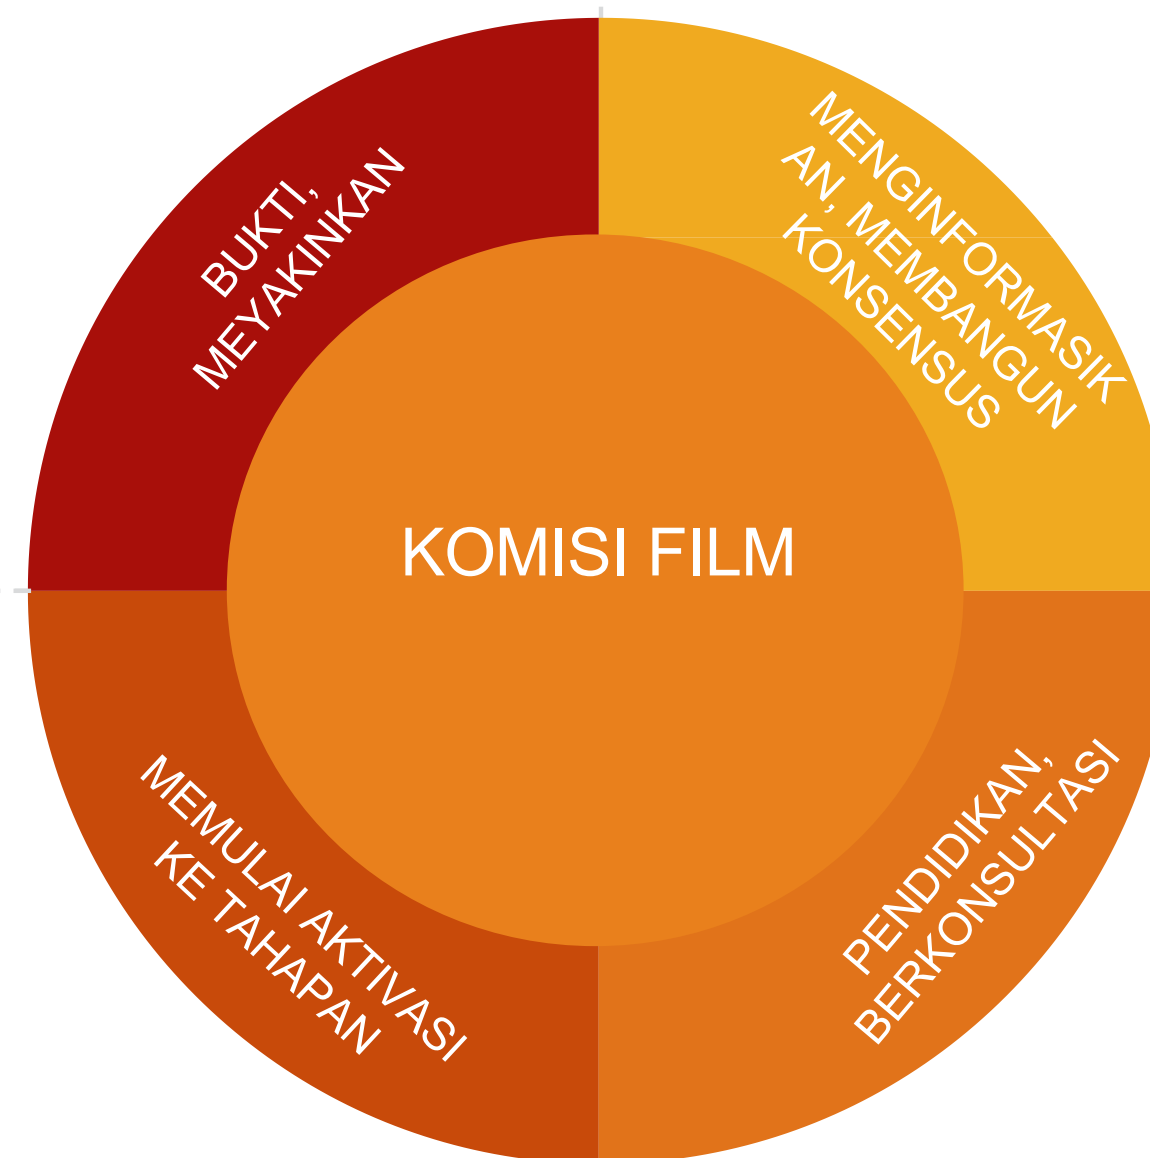 BUKTI,
MEYAKINKAN
MENGINFORMASIK
AN, MEMBANGUN
KONSENSUS
KOMISI FILM
MEMULAI AKTIVASI
KE TAHAPAN
PENDIDIKAN,
BERKONSULTASI